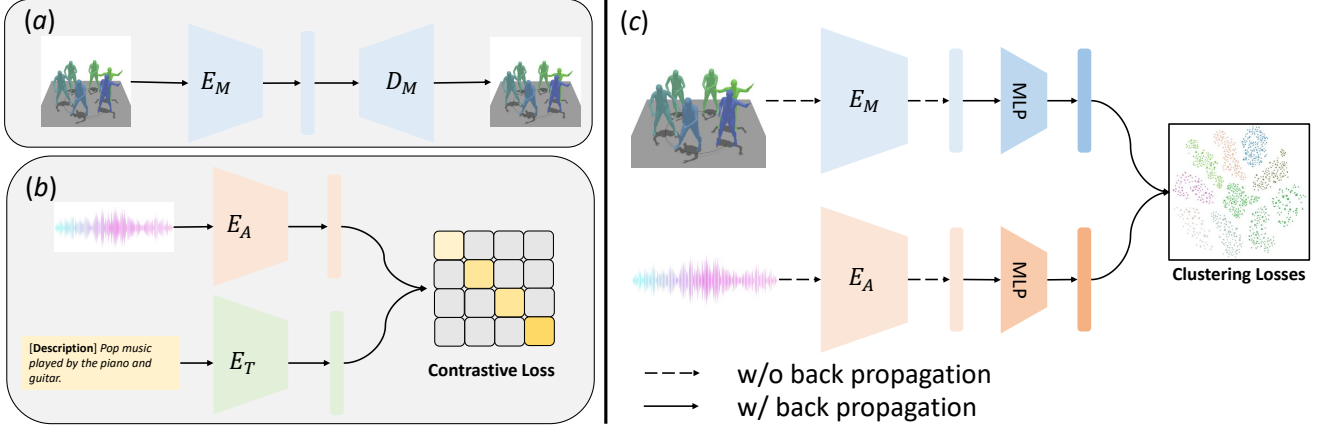 (a)
E_M
D_M
(b)
E_A
[Description] Pop music
played by the piano and
guitar.
E_T
Contrastive Loss
(c)
E_M
MLP
E_A
MLP
Clustering Losses
w/o back propagation
w/ back propagation